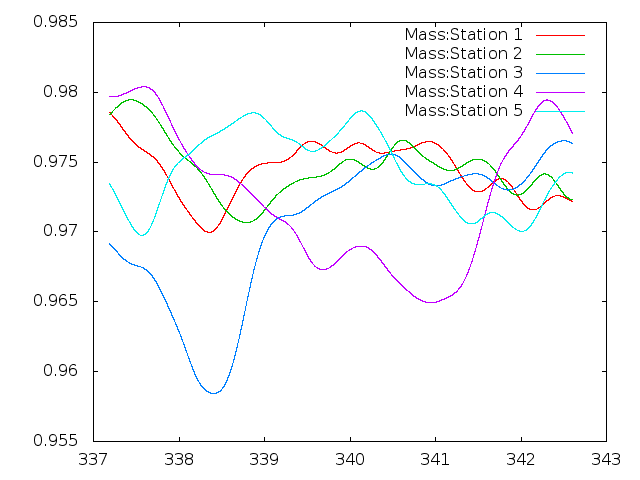 0.985
0.98
0.975
0.97
0.965
0.96
0.955
337 338 339 340 341 342 343
Mass:Station 1
Mass:Station 2
Mass:Station 3
Mass:Station 4
Mass:Station 5